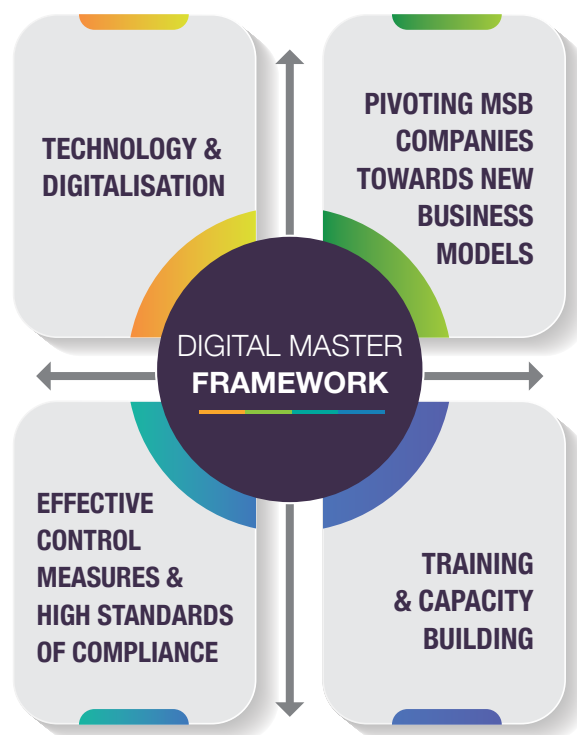 TECHNOLOGY &
DIGITALISATION
PIVOTING MSB
COMPANIES
TOWARDS NEW
BUSINESS
MODELS
DIGITAL MASTER
FRAMEWORK
EFFECTIVE
CONTROL
MEASURES &
HIGH STANDARDS
OF COMPLIANCE
TRAINING
& CAPACITY
BUILDING